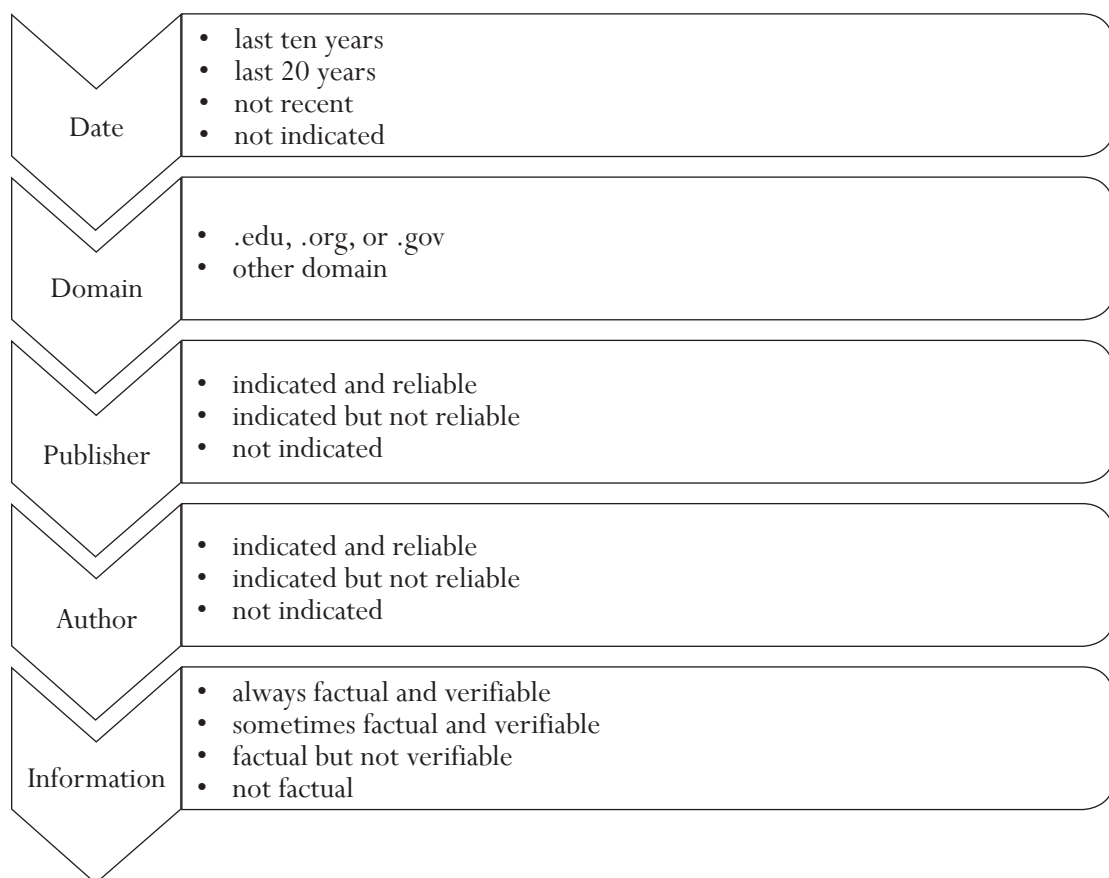 Date
• last ten years
• last 20 years
• not recent
• not indicated
Domain
• .edu, .org, or .gov
• other domain
Publisher
• indicated and reliable
• indicated but not reliable
• not indicated
Author
• indicated and reliable
• indicated but not reliable
• not indicated
Information
• always factual and verifiable
• sometimes factual and verifiable
• factual but not verifiable
• not factual